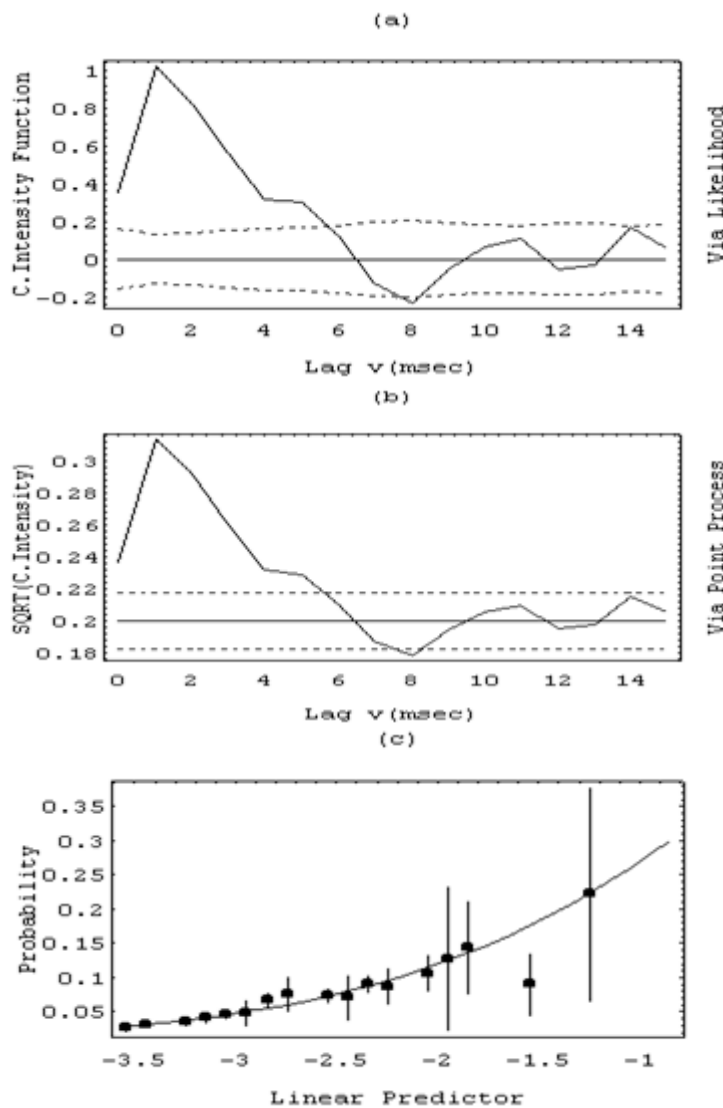 (a)
C.Intensity Function
1
0.8
0.6
0.4
0.2
0
-0.2
Via Likelihood
0 2 4 6 8 10 12 14
Lag v(msec)
(b)
SQRT(C.Intensity)
0.3
0.28
0.26
0.24
0.22
0.2
0.18
Via Point Process
0 2 4 6 8 10 12 14
Lag v(msec)
(c)
Probability
0.35
0.3
0.25
0.2
0.15
0.1
0.05
-3.5 -3 -2.5 -2 -1.5 -1
Linear Predictor